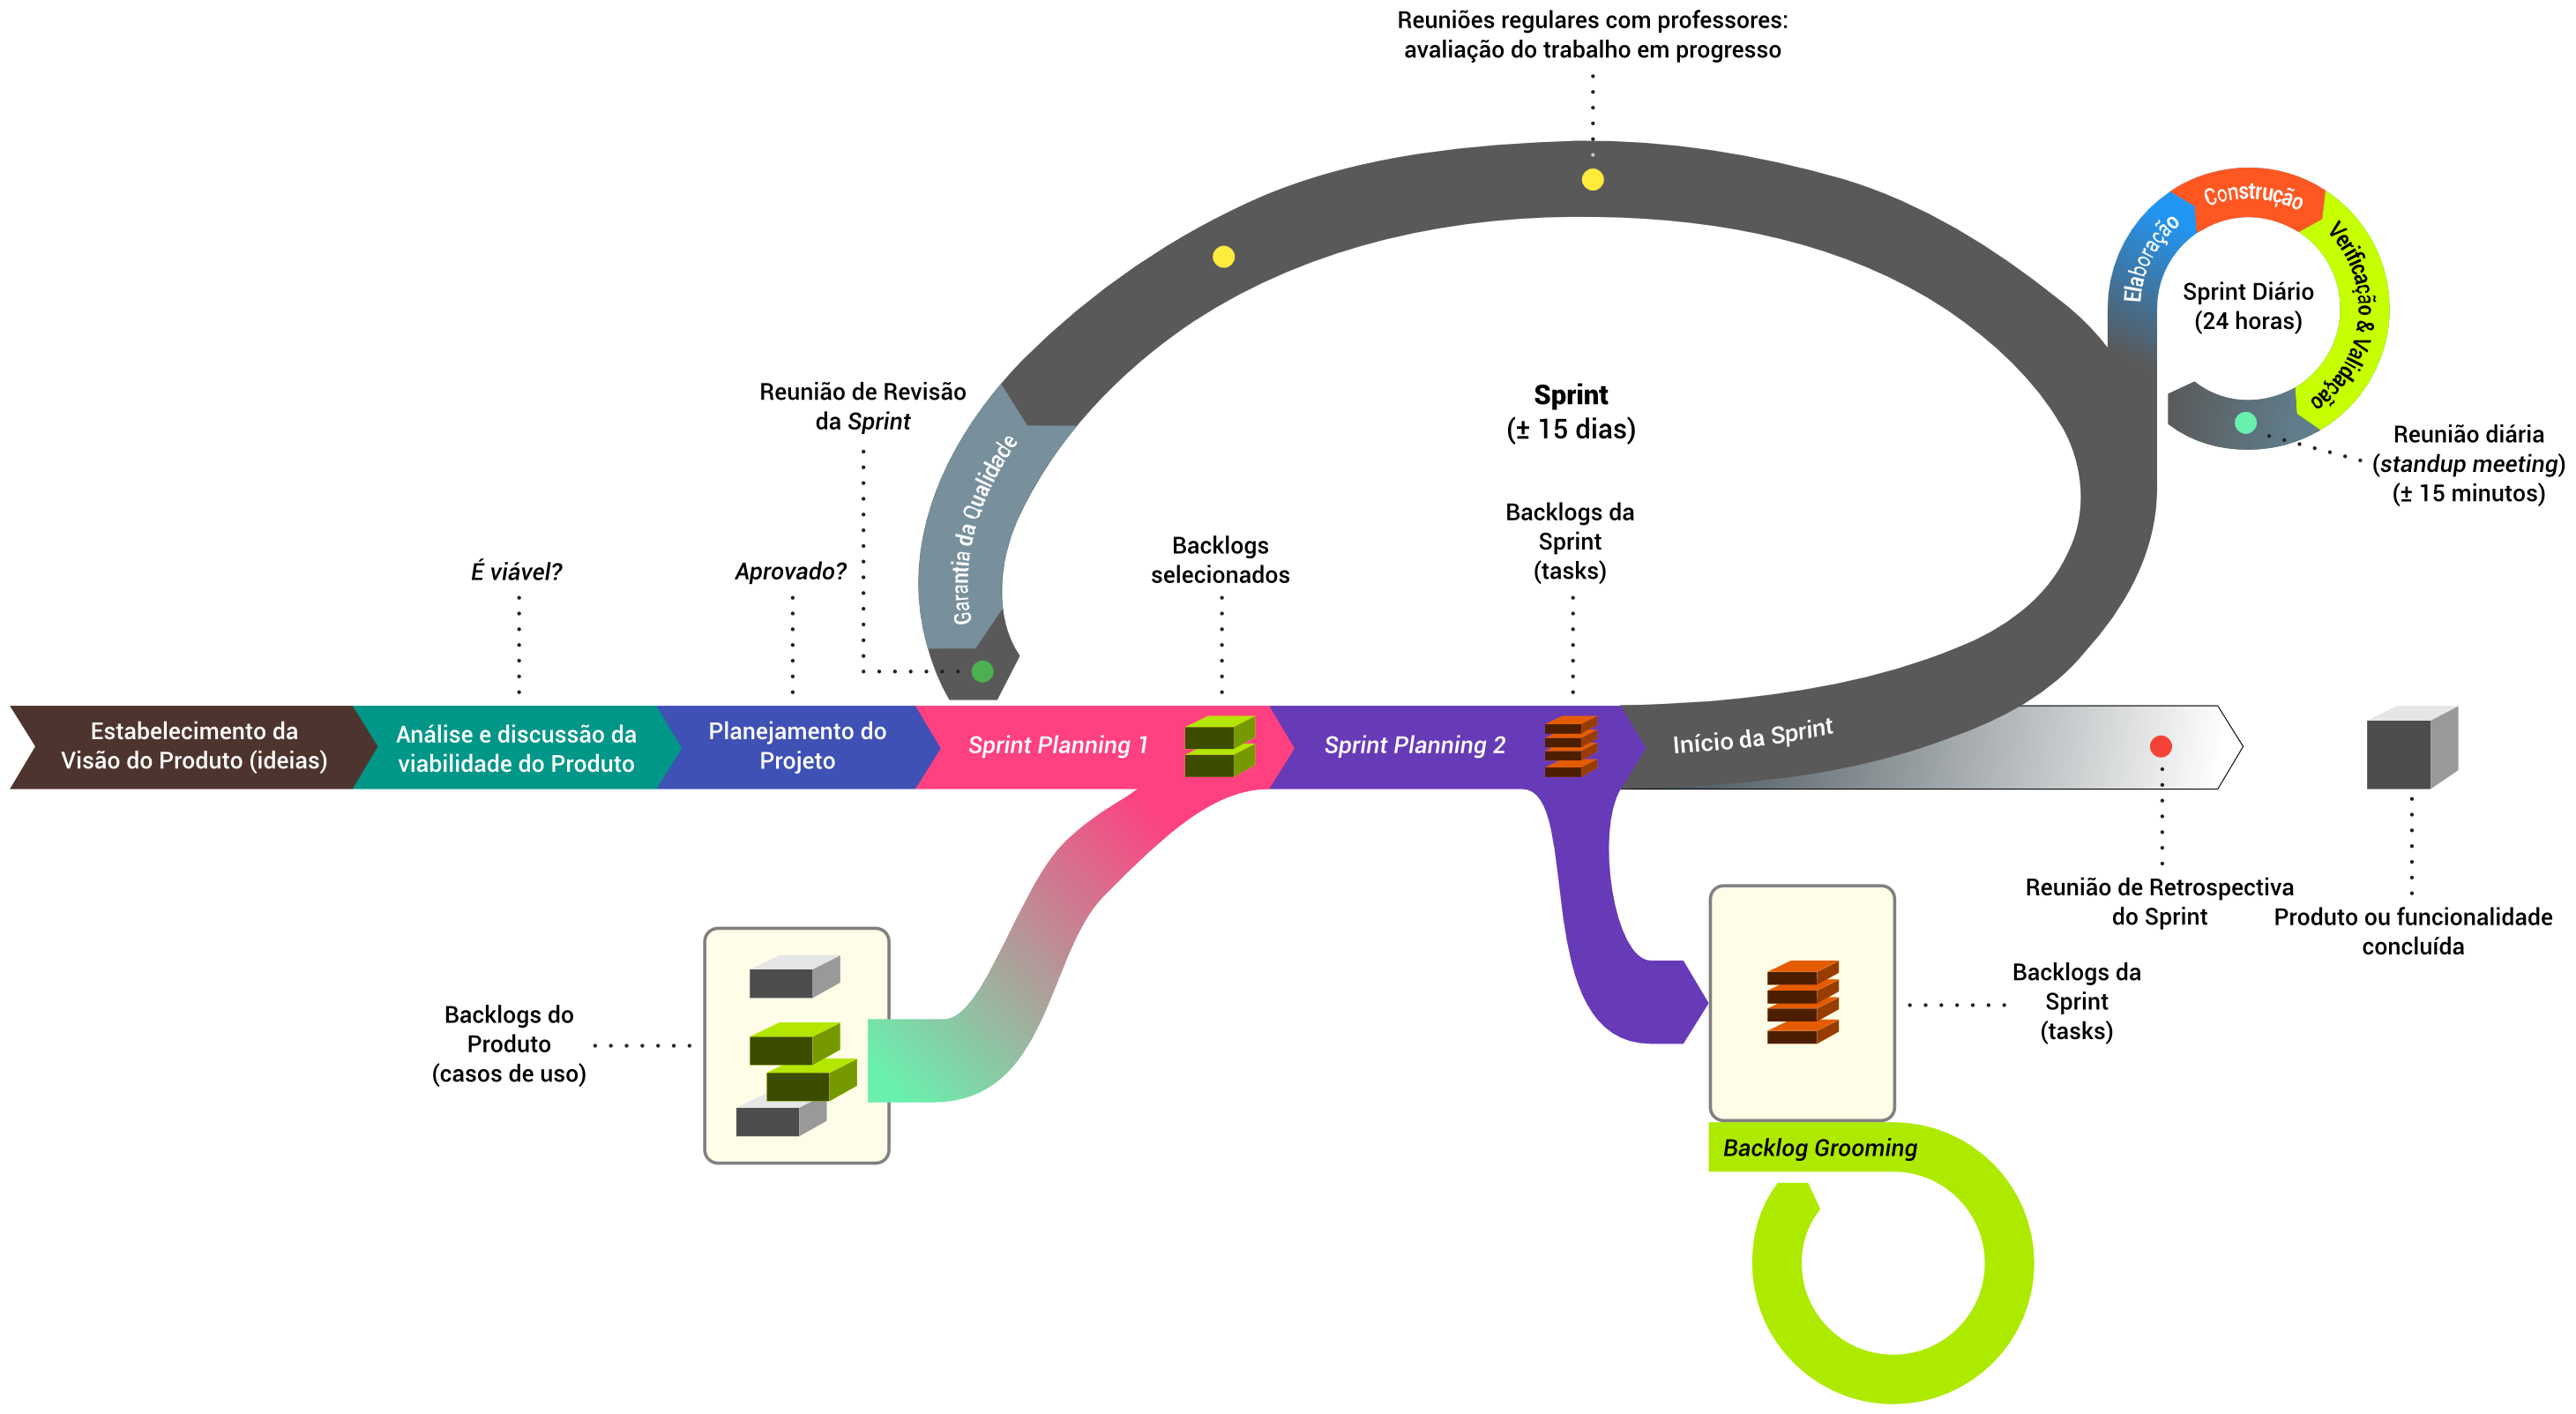 Reuniões regulares com professores:
avaliação do trabalho em progresso
Construção
Elaboração
Verificação & Validação
Sprint Diário
(24 horas)
Reunião diária
(standup meeting)
(± 15 minutos)
Reunião de Revisão
da Sprint
Sprint
(± 15 dias)
Garantia da Qualidade
É viável?
Aprovado?
Backlogs
selecionados
Backlogs da
Sprint
(tasks)
Estabelecimento da
Visão do Produto (ideias)
Análise e discussão da
viabilidade do Produto
Planejamento do
Projeto
Sprint Planning 1
Sprint Planning 2
Início da Sprint
Reunião de Retrospectiva
do Sprint
Produto ou funcionalidade
concluída
Backlogs do
Produto
(casos de uso)
Backlogs da
Sprint
(tasks)
Backlog Grooming